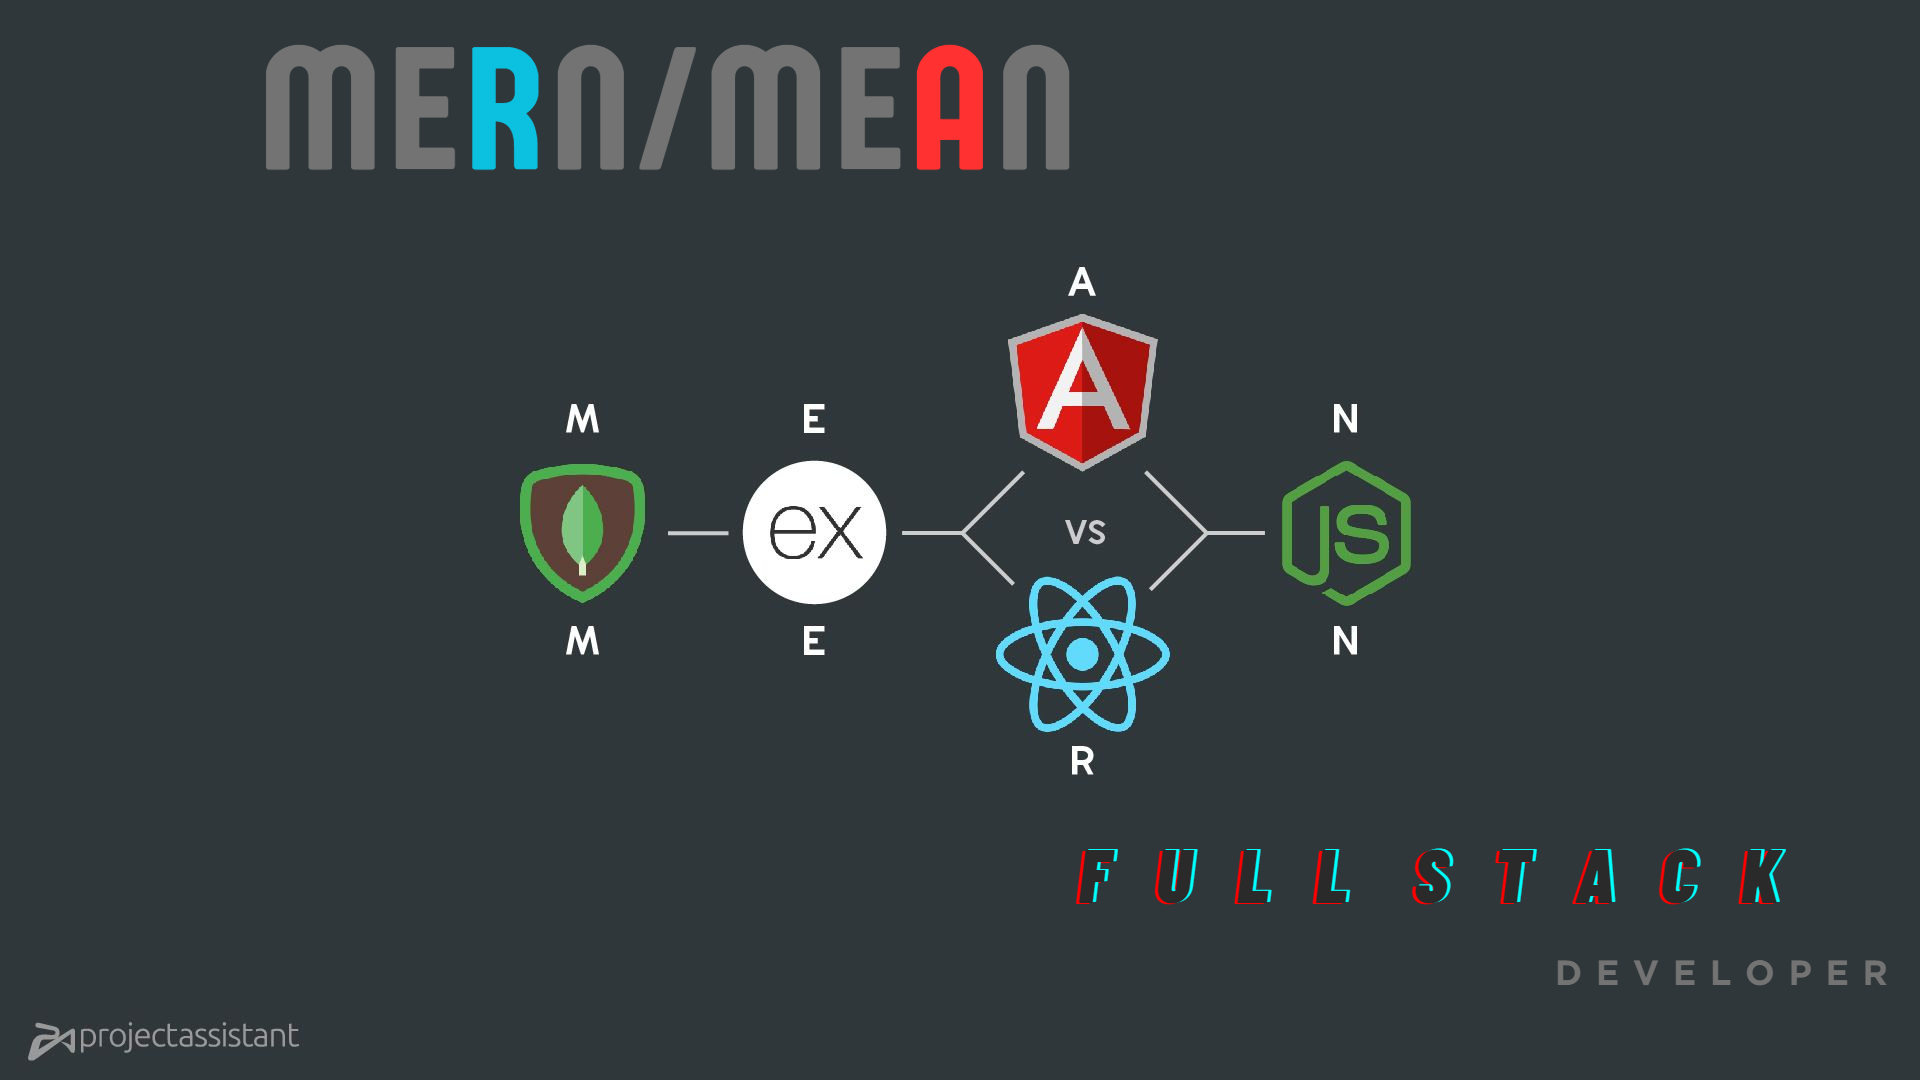 MERN/MEAN
A
M E N
ex
VS
JS
M E N
R
FULL STACK
DEVELOPER
projectassistant